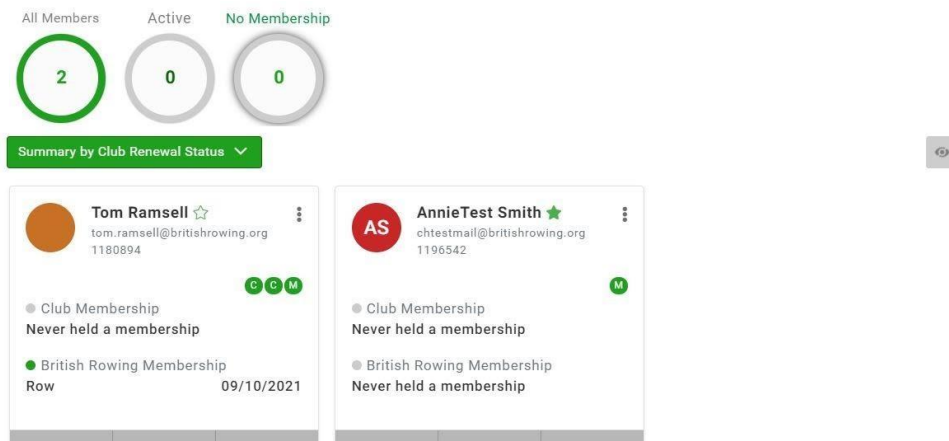 All Members Active No Membership
2 0 0
Summary by Club Renewal Status
Tom Ramsell
tom.ramsell@britishrowing.org
1180894
C C M
Club Membership
Never held a membership
British Rowing Membership
Row 09/10/2021
AS
AnnieTest Smith
chtestmail@britishrowing.org
1196542
M
Club Membership
Never held a membership
British Rowing Membership
Never held a membership